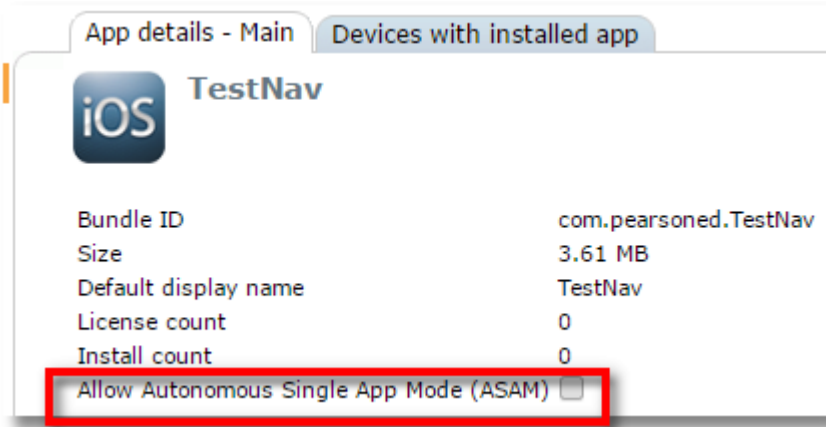 App details - Main Devices with installed app
iOS TestNav
Bundle ID com.pearsoned.TestNav
Size 3.61 MB
Default display name TestNav
License count 0
Install count 0
Allow Autonomous Single App Mode (ASAM)